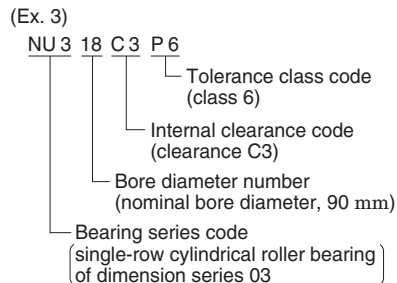 (Ex. 3)
NU 3 18 C 3 P 6
Tolerance class code
(class 6)
Internal clearance code
(clearance C3)
Bore diameter number
(nominal bore diameter, 90 mm)
Bearing series code
(single-row cylindrical roller bearing
of dimension series 03)